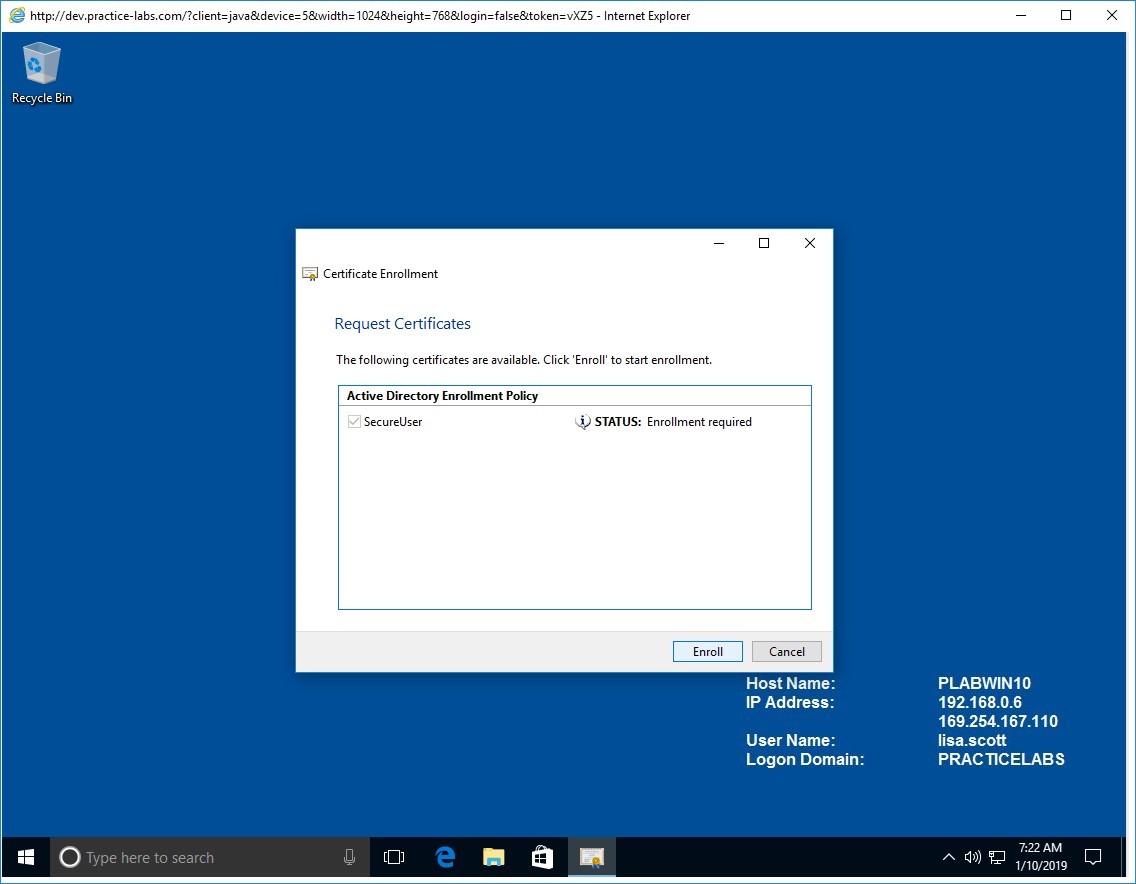 http://dev.practice-labs.com/?client=java&device=5&width=1024&height=768&login=false&token=vXZ5 - Internet Explorer
Recycle Bin
Certificate Enrollment
Request Certificates
The following certificates are available. Click 'Enroll' to start enrollment.
Active Directory Enrollment Policy
SecureUser STATUS: Enrollment required
Enroll Cancel
Host Name: PLABWIN10
IP Address: 192.168.0.6
169.254.167.110
User Name: lisa.scott
Logon Domain: PRACTICELABS
Type here to search
7:22 AM
1/10/2019